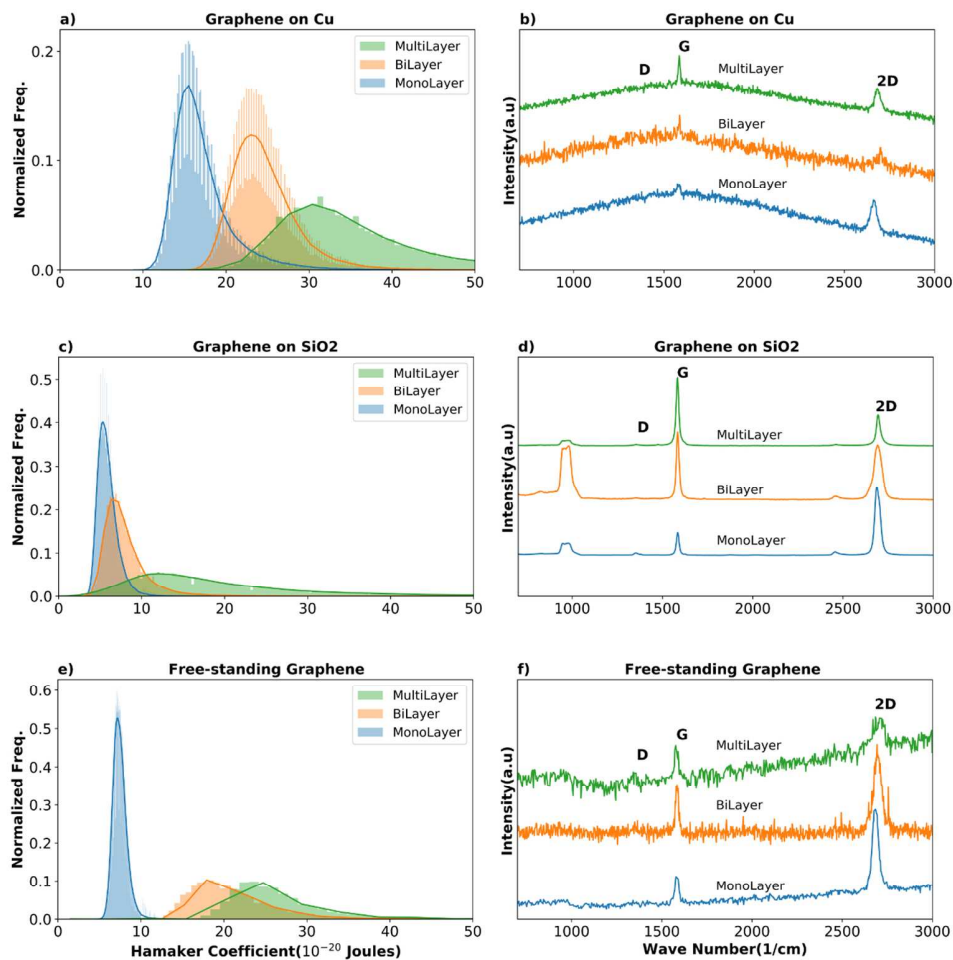 a) Graphene on Cu
Normalized Freq.
0.2
0.1
0.0
0 10 20 30 40 50
MultiLayer
BiLayer
MonoLayer
b) Graphene on Cu
Intensity(a.u)
D
G
2D
MultiLayer
BiLayer
MonoLayer
1000 1500 2000 2500 3000
c) Graphene on SiO2
Normalized Freq.
0.5
0.4
0.3
0.2
0.1
0.0
0 10 20 30 40 50
MultiLayer
BiLayer
MonoLayer
d) Graphene on SiO2
Intensity(a.u)
D
G
2D
MultiLayer
BiLayer
MonoLayer
1000 1500 2000 2500 3000
e) Free-standing Graphene
Normalized Freq.
0.6
0.5
0.4
0.3
0.2
0.1
0.0
0 10 20 30 40 50
Hamaker Coefficient(10⁻²⁰ Joules)
MultiLayer
BiLayer
MonoLayer
f) Free-standing Graphene
Intensity(a.u)
D
G
2D
MultiLayer
BiLayer
MonoLayer
1000 1500 2000 2500 3000
Wave Number(1/cm)